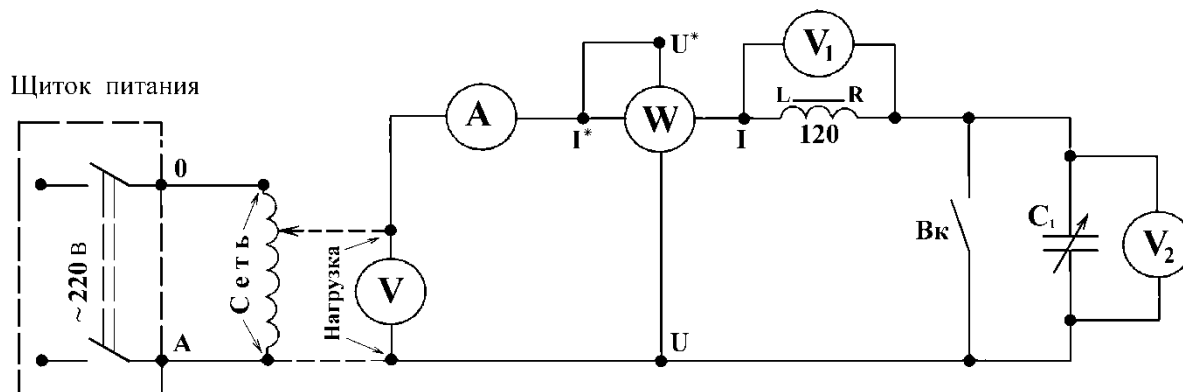 Щиток питания
0
~220 В
A
Сеть
Нагрузка
V
A
I*
U*
W
U
I
V₁
L R
120
Вк
C₁
V₂